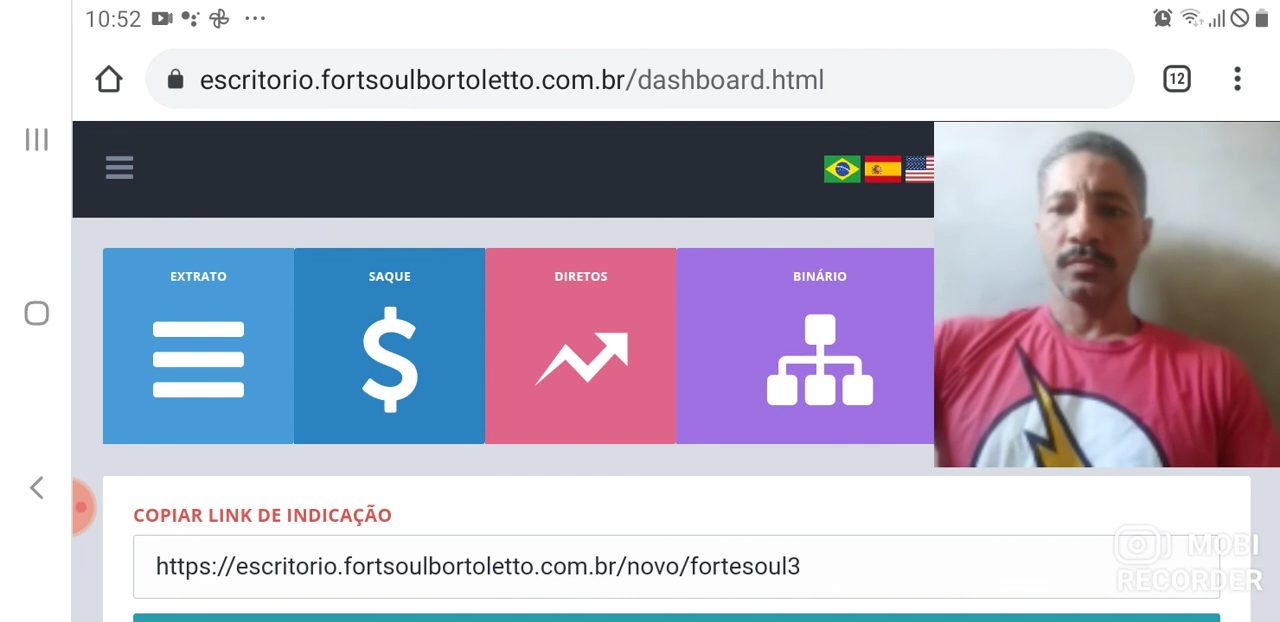 10:52
escritorio.fortsoulbortoletto.com.br/dashboard.html
12
EXTRATO
SAQUE
DIRETOS
BINÁRIO
COPIAR LINK DE INDICAÇÃO
https://escritorio.fortsoulbortoletto.com.br/novo/fortesoul3
MOBI
RECORDER